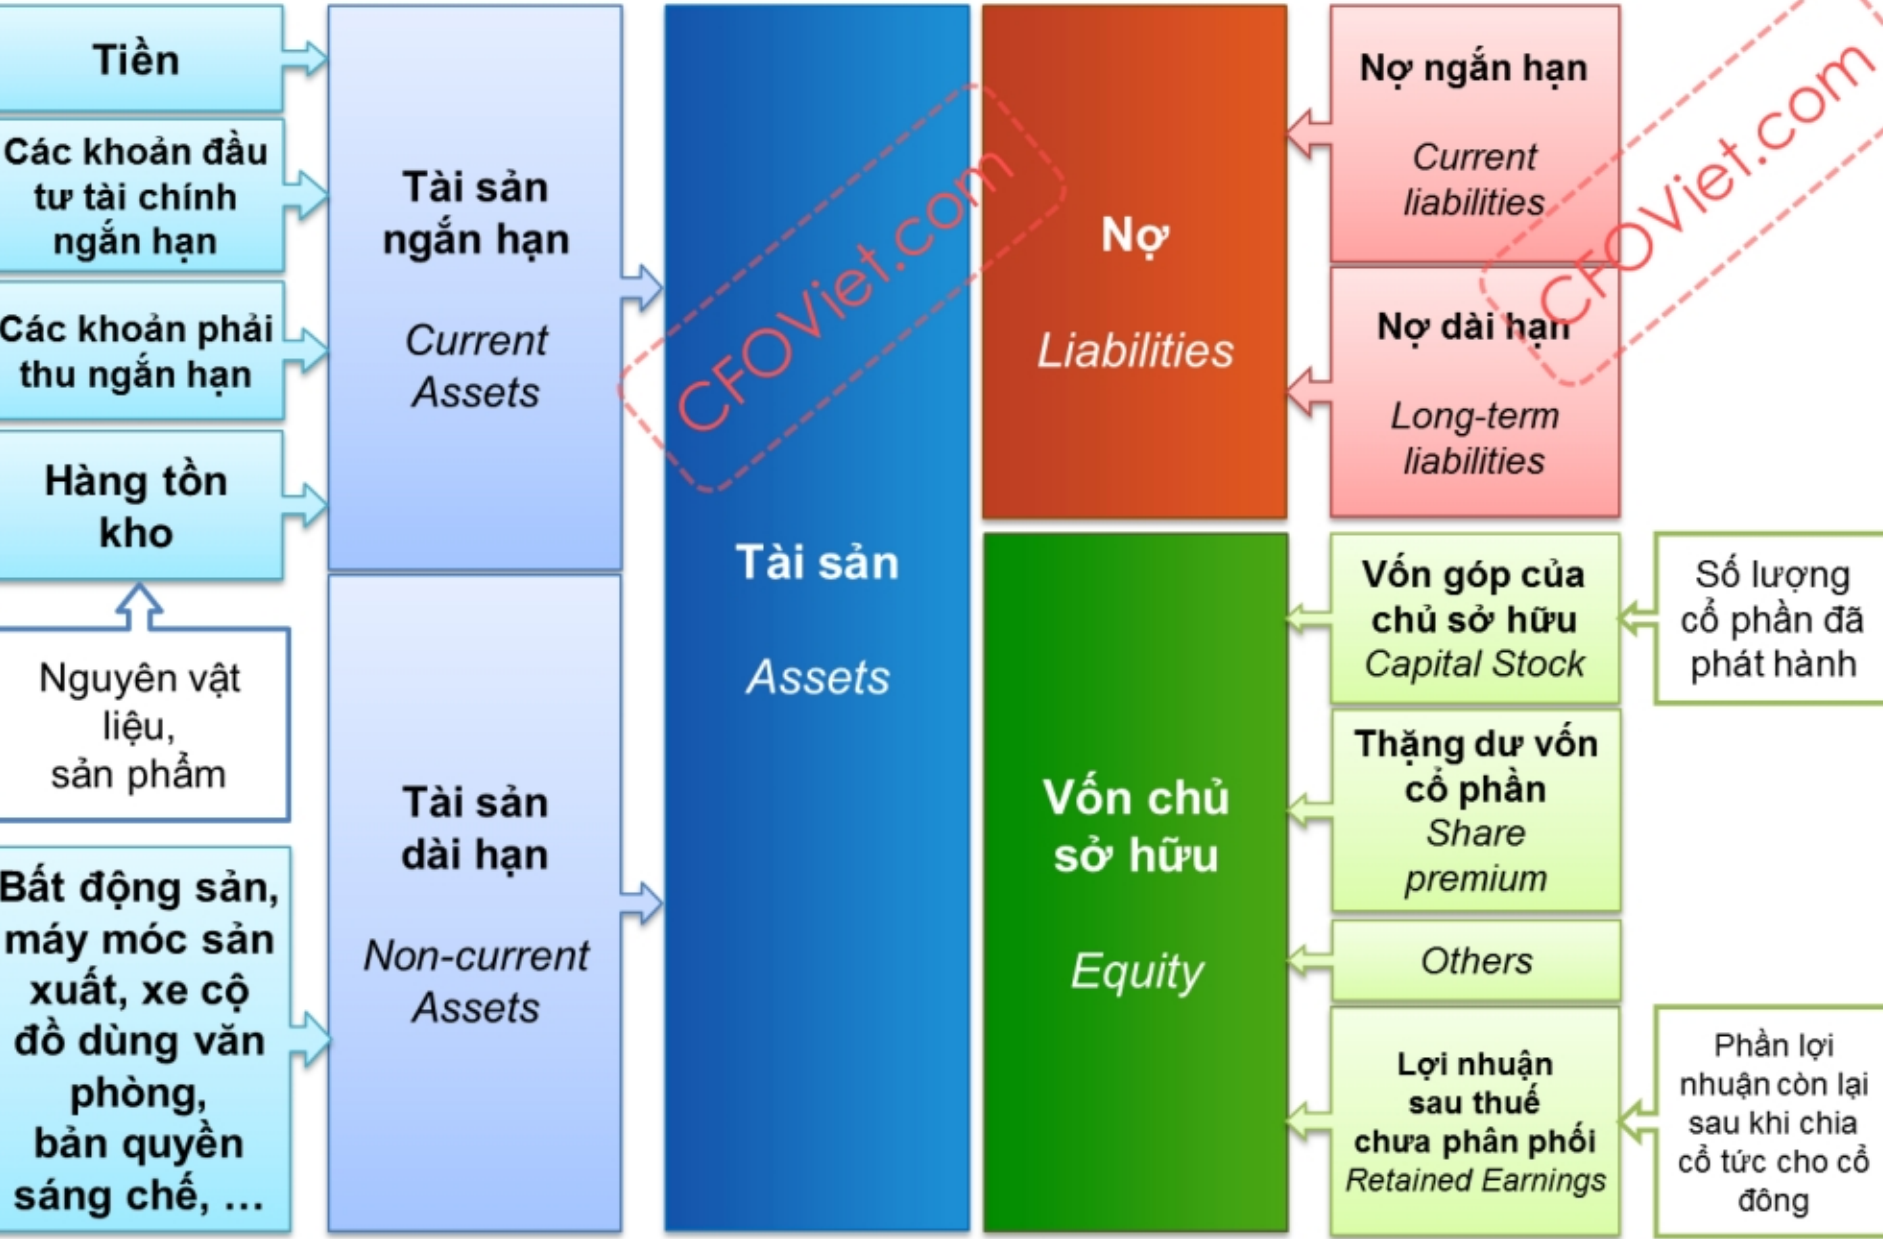 Tiền
Các khoản đầu
tư tài chính
ngắn hạn
Các khoản phải
thu ngắn hạn
Hàng tồn
kho
Nguyên vật
liệu,
sản phẩm
Bất động sản,
máy móc sản
xuất, xe cộ
đồ dùng văn
phòng,
bản quyền
sáng chế, ...
Tài sản
ngắn hạn
Current
Assets
Tài sản
dài hạn
Non-current
Assets
Tài sản
Assets
CFOViet.com
Nợ
Liabilities
Vốn chủ
sở hữu
Equity
Nợ ngắn hạn
Current
liabilities
Nợ dài hạn
Long-term
liabilities
CFOViet.com
Vốn góp của
chủ sở hữu
Capital Stock
Thặng dư vốn
cổ phần
Share
premium
Others
Lợi nhuận
sau thuế
chưa phân phối
Retained Earnings
Số lượng
cổ phần đã
phát hành
Phần lợi
nhuận còn lại
sau khi chia
cổ tức cho cổ
đông